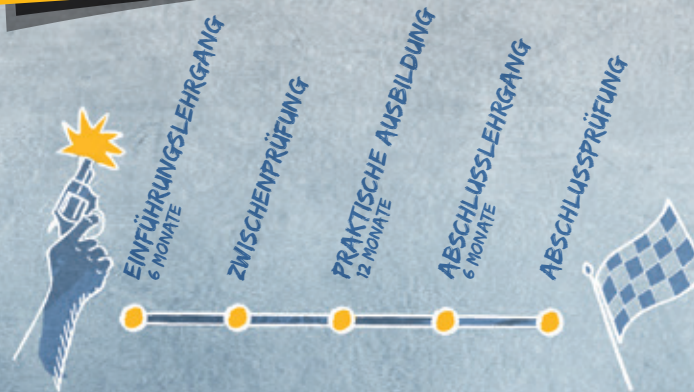 EINFÜHRUNGSLEHRGANG
6 MONATE
ZWISCHENPRÜFUNG
PRAKTISCHE AUSBILDUNG
12 MONATE
ABSCHLUSSLEHRGANG
6 MONATE
ABSCHLUSSPRÜFUNG